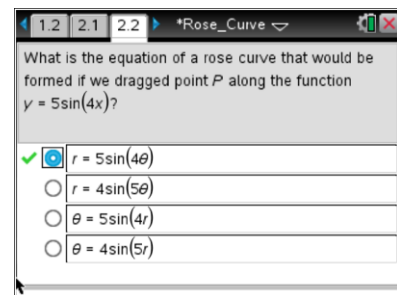 1.2 2.1 2.2 *Rose_Curve
What is the equation of a rose curve that would be
formed if we dragged point P along the function
y = 5sin(4x)?
r = 5sin(4θ)
r = 4sin(5θ)
θ = 5sin(4r)
θ = 4sin(5r)